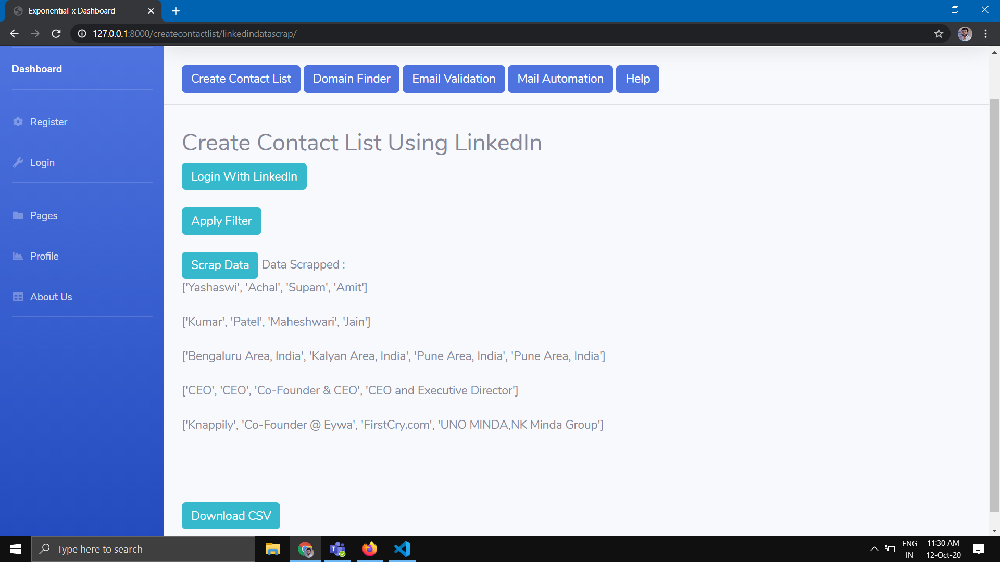 Exponential-x Dashboard
127.0.0.1:8000/createcontactlist/linkedindatascrap/
Dashboard
Register
Login
Pages
Profile
About Us
Create Contact List Domain Finder Email Validation Mail Automation Help
Create Contact List Using LinkedIn
Login With LinkedIn
Apply Filter
Scrap Data Data Scrapped :
['Yashaswi', 'Achal', 'Supam', 'Amit']
['Kumar', 'Patel', 'Maheshwari', 'Jain']
['Bengaluru Area, India', 'Kalyan Area, India', 'Pune Area, India', 'Pune Area, India']
['CEO', 'CEO', 'Co-Founder & CEO', 'CEO and Executive Director']
['Knappily', 'Co-Founder @ Eywa', 'FirstCry.com', 'UNO MINDA,NK Minda Group']
Download CSV
Type here to search
ENG
IN
11:30 AM
12-Oct-20